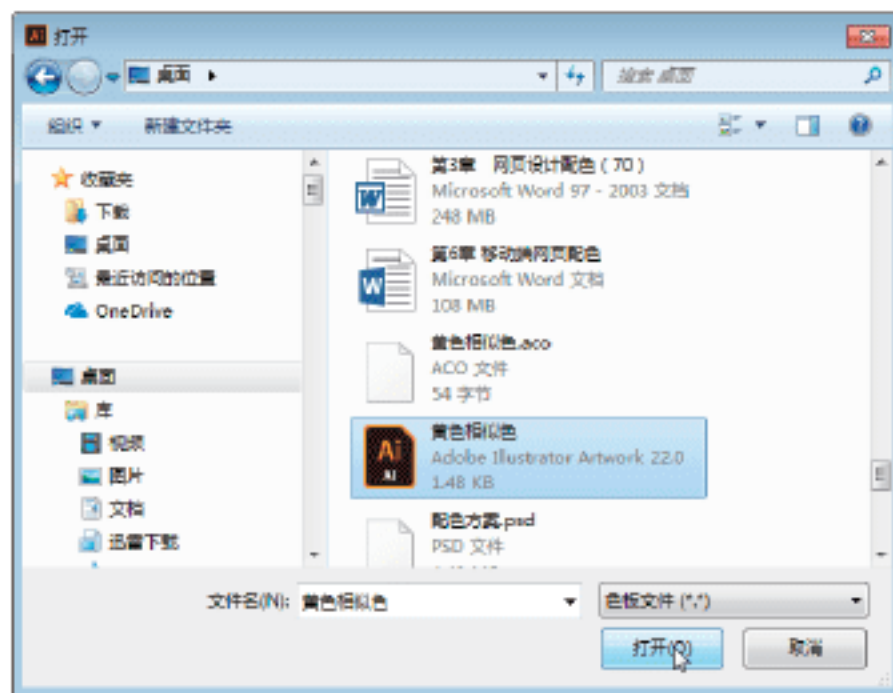 Ai 打开
桌面
搜索 桌面
组织 新建文件夹
收藏夹
下载
桌面
最近访问的位置
OneDrive
桌面
库
视频
图片
文档
迅雷下载
第3章 网页设计配色(70)
Microsoft Word 97 - 2003 文档
248 MB
第6章 移动端网页配色
Microsoft Word 文档
108 MB
黄色相似色.aco
ACO 文件
54 字节
Ai
AI
黄色相似色
Adobe Illustrator Artwork 22.0
1.48 KB
配色方案.psd
PSD 文件
文件名(N): 黄色相似色 色板文件 (*.*)
打开(O) 取消